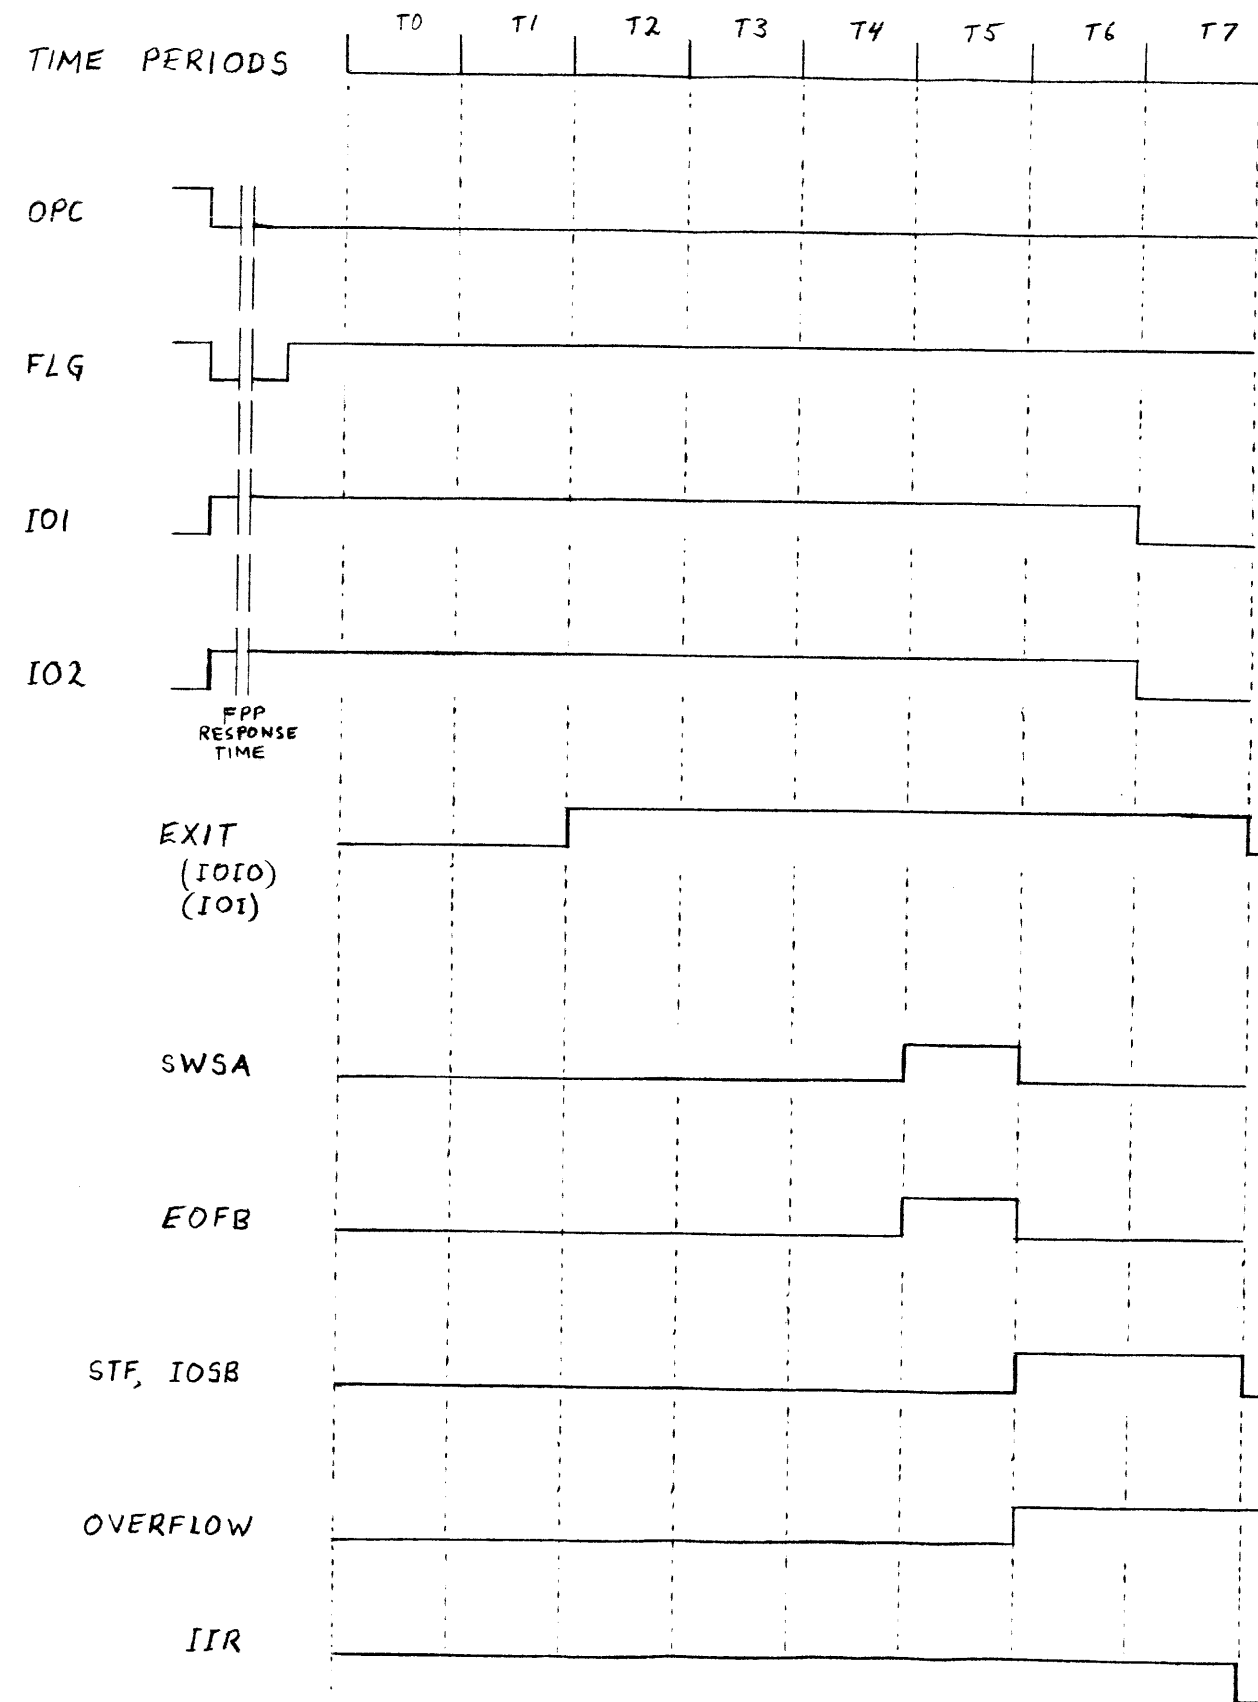 T0 T1 T2 T3 T4 T5 T6 T7
TIME PERIODS
OPC
FLG
IO1
IO2
FPP
RESPONSE
TIME
EXIT
(IOIO)
(IOI)
SWSA
EOFB
STF, IOSB
OVERFLOW
IIR